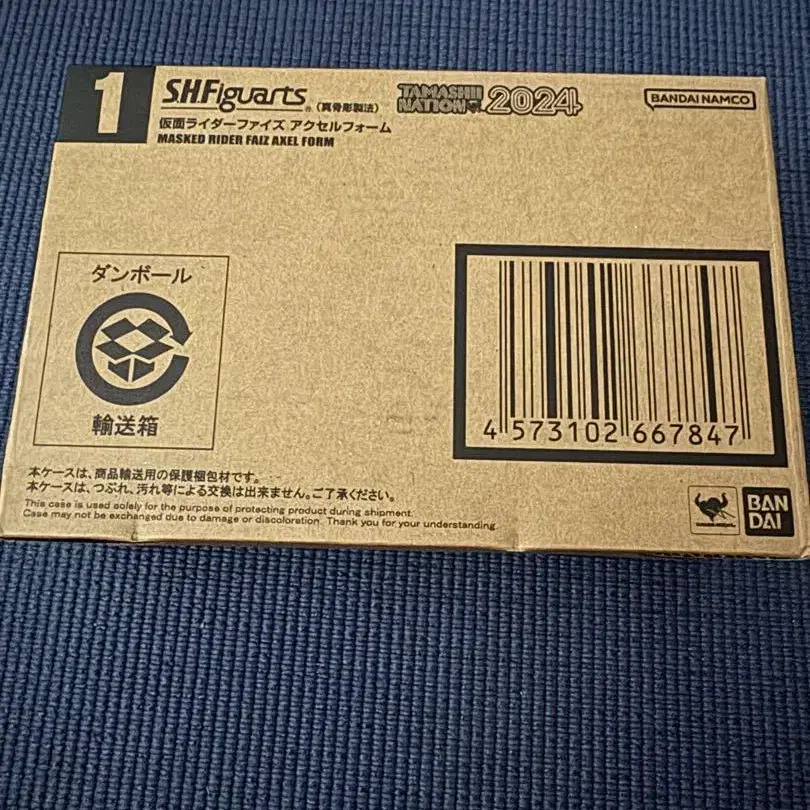 1
S.H.Figuarts® (真骨彫製法)
TAMASHII NATION 2024
BANDAI NAMCO
仮面ライダーファイズ アクセルフォーム
MASKED RIDER FAIZ AXEL FORM
ダンボール
輸送箱
4 573102 667847
本ケースは、商品輸送用の保護梱包材です。
本ケースは、つぶれ、汚れ等による交換は出来ません。ご了承ください。
This case is used solely for the purpose of protecting product during shipment.
Case may not be exchanged due to damage or discoloration. Thank you for your understanding.
BAN
DAI